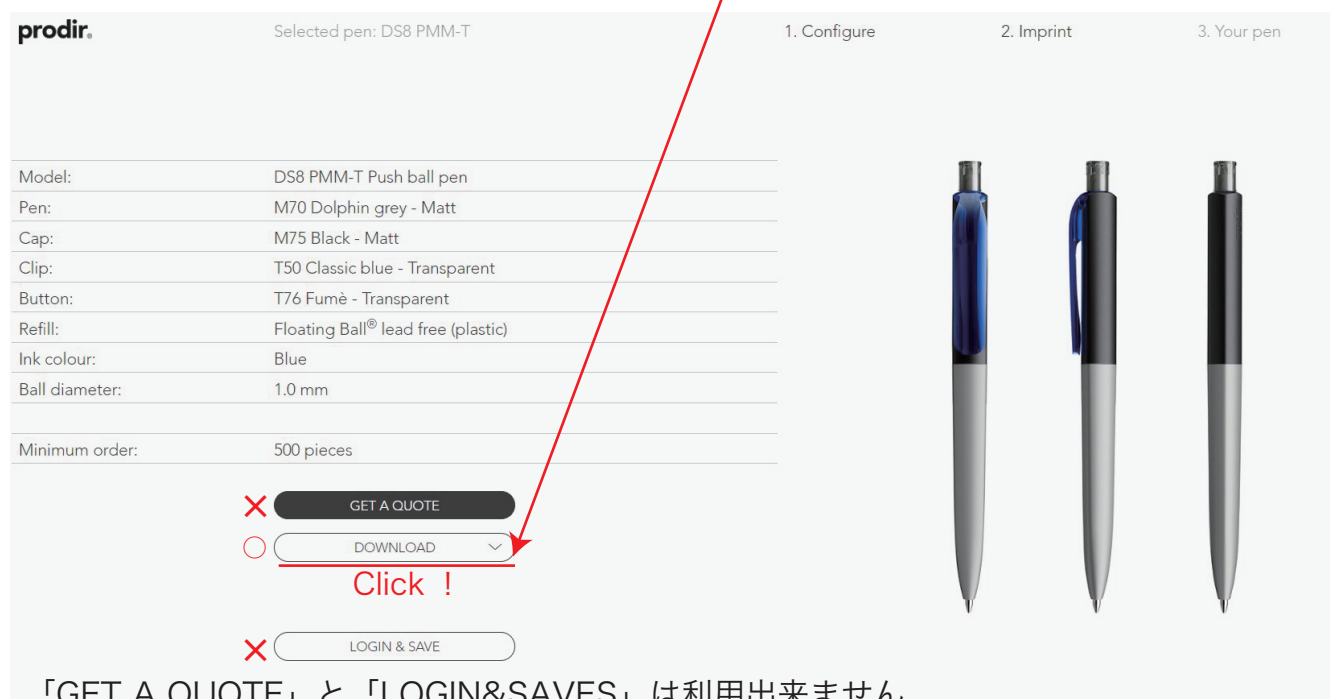 prodir. Selected pen: DS8 PMM-T 1. Configure 2. Imprint 3. Your pen
Model: DS8 PMM-T Push ball pen
Pen: M70 Dolphin grey - Matt
Cap: M75 Black - Matt
Clip: T50 Classic blue - Transparent
Button: T76 Fumè - Transparent
Refill: Floating Ball® lead free (plastic)
Ink colour: Blue
Ball diameter: 1.0 mm
Minimum order: 500 pieces
× GET A QUOTE
○ DOWNLOAD
Click !
× LOGIN & SAVE
「GET A QUOTE」と「LOGIN&SAVES」は利用出来ません